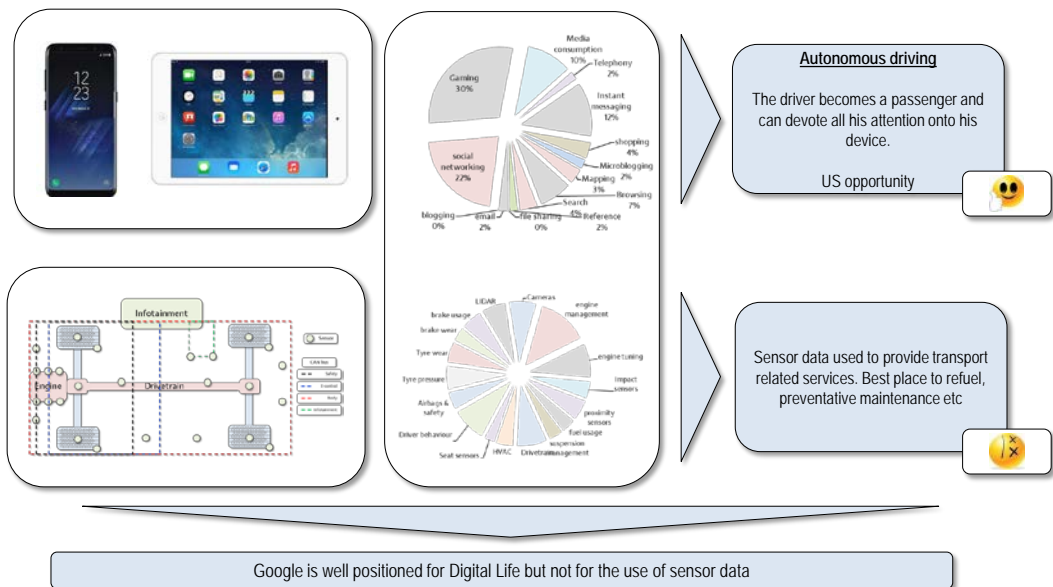 12
23
Media
consumption
10%
Telephony
2%
Gaming
30%
Instant
messaging
12%
shopping
4%
Microblogging
2%
Mapping
3%
Browsing
7%
Search
4%
Reference
2%
file sharing
0%
email
2%
blogging
0%
social
networking
22%
Autonomous driving
The driver becomes a passenger and
can devote all his attention onto his
device.
US opportunity
Infotainment
Engine
Drivetrain
Sensor
Safety
Control
LIDAR
Cameras
engine
management
engine tuning
Impact
sensors
proximity
sensors
fuel usage
suspension
management
Drivetrain
HVAC
Seat sensors
Driver behaviour
Airbags &
safety
Tyre pressure
Tyre wear
brake wear
brake usage
Sensor data used to provide transport
related services. Best place to refuel,
preventative maintenance etc
Google is well positioned for Digital Life but not for the use of sensor data